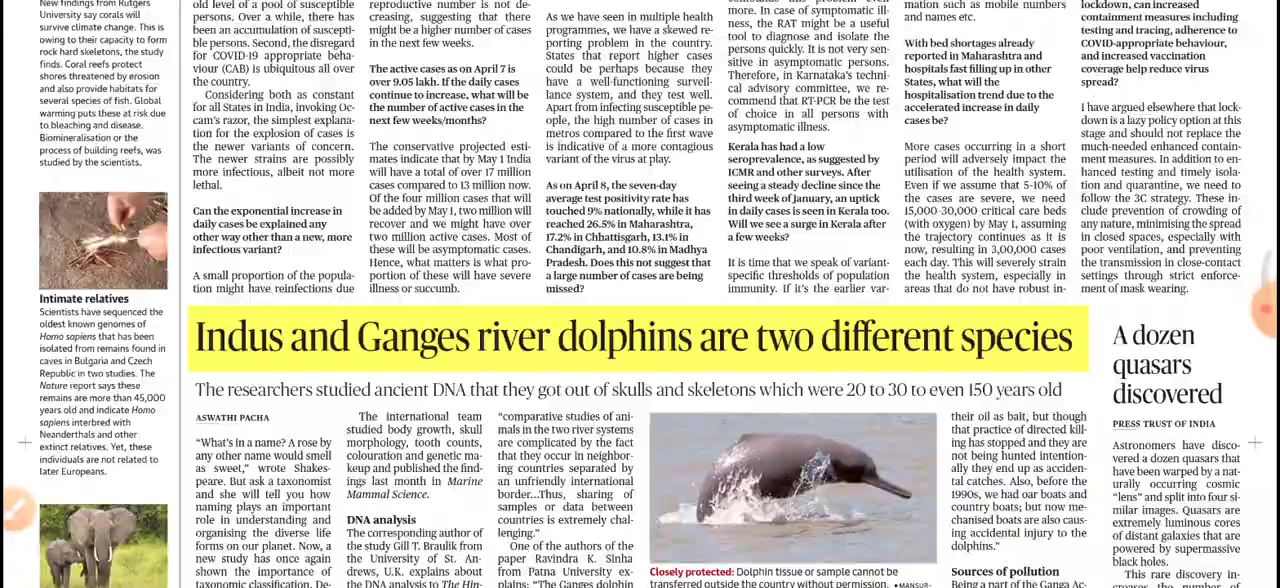 New findings from Rutgers
University say corals will
survive climate change. This is
owing to their capacity to form
rock hard skeletons, the study
finds. Coral reefs protect
shores threatened by erosion
and also provide habitats for
several species of fish. Global
warming puts these at risk due
to bleaching and disease.
Biomineralisation or the
process of building reefs, was
studied by the scientists.
Intimate relatives
Scientists have sequenced the
oldest known genomes of
Homo sapiens that has been
isolated from remains found in
caves in Bulgaria and Czech
Republic in two studies. The
Nature report says these
remains are more than 45,000
years old and indicate Homo
sapiens interbred with
Neanderthals and other
extinct relatives. Yet, these
individuals are not related to
later Europeans.
old level of a pool of susceptible
persons. Over a while, there has
been an accumulation of suscepti-
ble persons. Second, the disregard
for COVID-19 appropriate beha-
viour (CAB) is ubiquitous all over
the country.
Considering both as constant
for all States in India, invoking Oc-
cam's razor, the simplest explana-
tion for the explosion of cases is
the newer variants of concern.
The newer strains are possibly
more infectious, albeit not more
lethal.
Can the exponential increase in
daily cases be explained any
other way other than a new, more
infectious variant?
A small proportion of the popula-
tion might have reinfections due
reproductive number is not de-
creasing, suggesting that there
might be a higher number of cases
in the next few weeks.
The active cases as on April 7 is
over 9.05 lakh. If the daily cases
continue to increase, what will be
the number of active cases in the
next few weeks/months?
The conservative projected esti-
mates indicate that by May 1 India
will have a total of over 17 million
cases compared to 13 million now.
Of the four million cases that will
be added by May 1, two million will
recover and we might have over
two million active cases. Most of
these will be asymptomatic cases.
Hence, what matters is what pro-
portion of these will have severe
illness or succumb.
As we have seen in multiple health
programmes, we have a skewed re-
porting problem in the country.
States that report higher cases
could be perhaps because they
have a well-functioning surveil-
lance system, and they test well.
Apart from infecting susceptible pe-
ople, the high number of cases in
metros compared to the first wave
is indicative of a more contagious
variant of the virus at play.
As on April 8, the seven-day
average test positivity rate has
touched 9% nationally, while it has
reached 26.5% in Maharashtra,
17.2% in Chhattisgarh, 13.1% in
Chandigarh, and 10.8% in Madhya
Pradesh. Does this not suggest that
a large number of cases are being
missed?
more. In case of symptomatic ill-
ness, the RAT might be a useful
tool to diagnose and isolate the
persons quickly. It is not very sen-
sitive in asymptomatic persons.
Therefore, in Karnataka's techni-
cal advisory committee, we re-
commend that RT-PCR be the test
of choice in all persons with
asymptomatic illness.
Kerala has had a low
seroprevalence, as suggested by
ICMR and other surveys. After
seeing a steady decline since the
third week of January, an uptick
in daily cases is seen in Kerala too.
Will we see a surge in Kerala after
a few weeks?
It is time that we speak of variant-
specific thresholds of population
immunity. If it's the earlier var-
mation such as mobile numbers
and names etc.
With bed shortages already
reported in Maharashtra and
hospitals fast filling up in other
States, what will the
hospitalisation trend due to the
accelerated increase in daily
cases be?
More cases occurring in a short
period will adversely impact the
utilisation of the health system.
Even if we assume that 5-10% of
the cases are severe, we need
15,000-30,000 critical care beds
(with oxygen) by May 1, assuming
the trajectory continues as it is
now, resulting in 3,00,000 cases
each day. This will severely strain
the health system, especially in
areas that do not have robust in-
lockdown, can increased
containment measures including
testing and tracing, adherence to
COVID-appropriate behaviour,
and increased vaccination
coverage help reduce virus
spread?
I have argued elsewhere that lock-
down is a lazy policy option at this
stage and should not replace the
much-needed enhanced contain-
ment measures. In addition to en-
hanced testing and timely isola-
tion and quarantine, we need to
follow the 3C strategy. These in-
clude prevention of crowding of
any nature, minimising the spread
in closed spaces, especially with
poor ventilation, and preventing
the transmission in close-contact
settings through strict enforce-
ment of mask wearing.
Indus and Ganges river dolphins are two different species
The researchers studied ancient DNA that they got out of skulls and skeletons which were 20 to 30 to even 150 years old
ASWATHI PACHA
“What's in a name? A rose by
any other name would smell
as sweet,” wrote Shakes-
peare. But ask a taxonomist
and she will tell you how
naming plays an important
role in understanding and
organising the diverse life
forms on our planet. Now, a
new study has once again
shown the importance of
taxonomic classification. De-
The international team
studied body growth, skull
morphology, tooth counts,
colouration and genetic ma-
keup and published the find-
ings last month in Marine
Mammal Science.
DNA analysis
The corresponding author of
the study Gill T. Braulik from
the University of St. An-
drews, U.K. explains about
the DNA analysis to The Hin-
“comparative studies of ani-
mals in the two river systems
are complicated by the fact
that they occur in neighbor-
ing countries separated by
an unfriendly international
border...Thus, sharing of
samples or data between
countries is extremely chal-
lenging.”
One of the authors of the
paper Ravindra K. Sinha
from Patna University ex-
plains: “The Ganges dolphin
Closely protected: Dolphin tissue or sample cannot be
transferred outside the country without permission. •MANSUR-
their oil as bait, but though
that practice of directed kill-
ing has stopped and they are
not being hunted intention-
ally they end up as acciden-
tal catches. Also, before the
1990s, we had oar boats and
country boats; but now me-
chanised boats are also caus-
ing accidental injury to the
dolphins.”
Sources of pollution
Being a part of the Ganga Ac-
A dozen
quasars
discovered
PRESS TRUST OF INDIA
Astronomers have disco-
vered a dozen quasars that
have been warped by a nat-
urally occurring cosmic
“lens” and split into four si-
milar images. Quasars are
extremely luminous cores
of distant galaxies that are
powered by supermassive
black holes.
This rare discovery in-